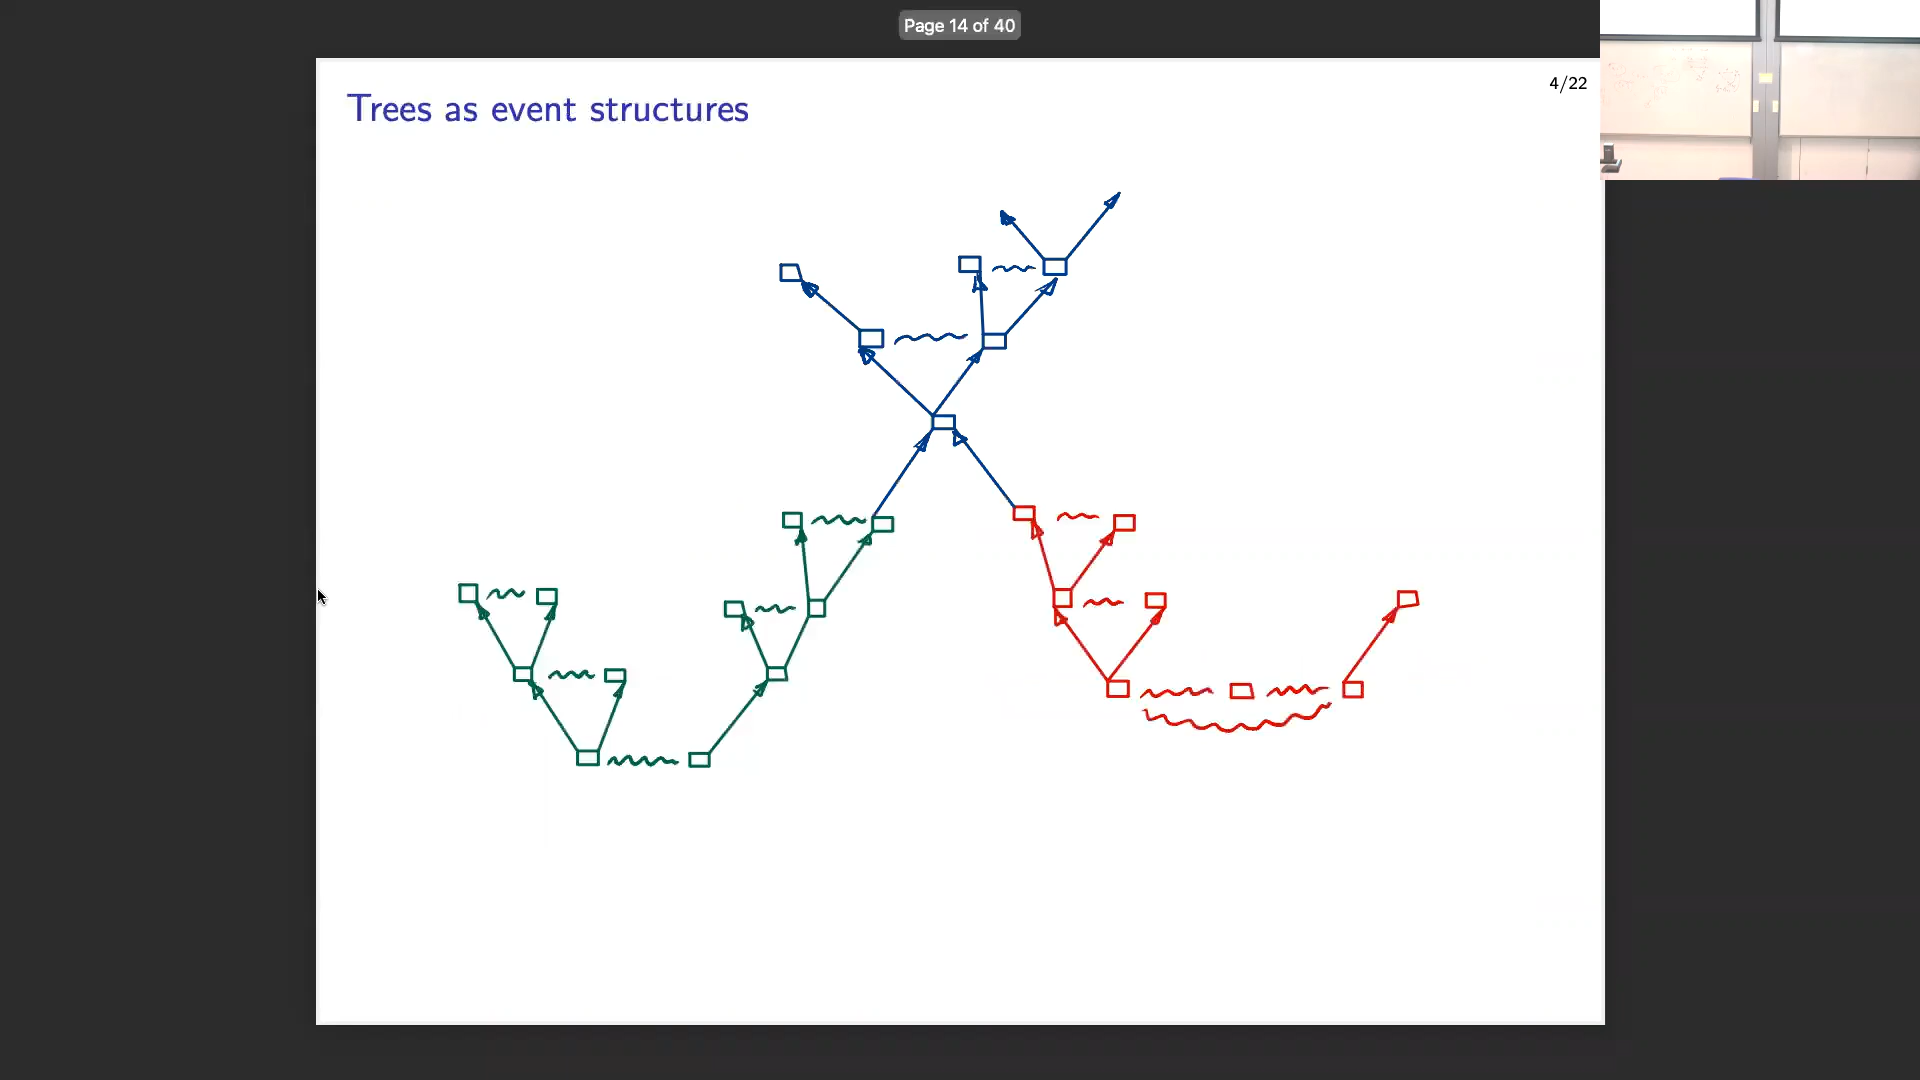 Page 14 of 40
4/22
Trees as event structures